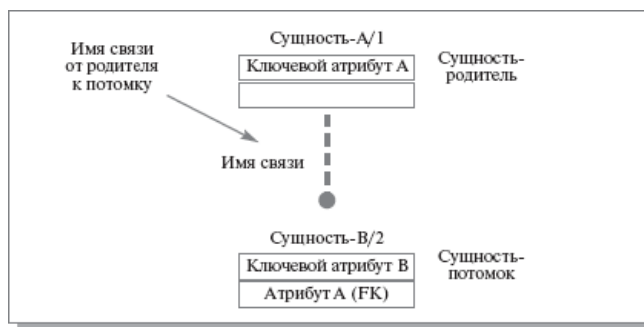 Имя связи
от родителя
к потомку
Сущность-А/1
Ключевой атрибут А
Сущность-
родитель
Имя связи
Сущность-В/2
Ключевой атрибут В
Атрибут А (FK)
Сущность-
потомок